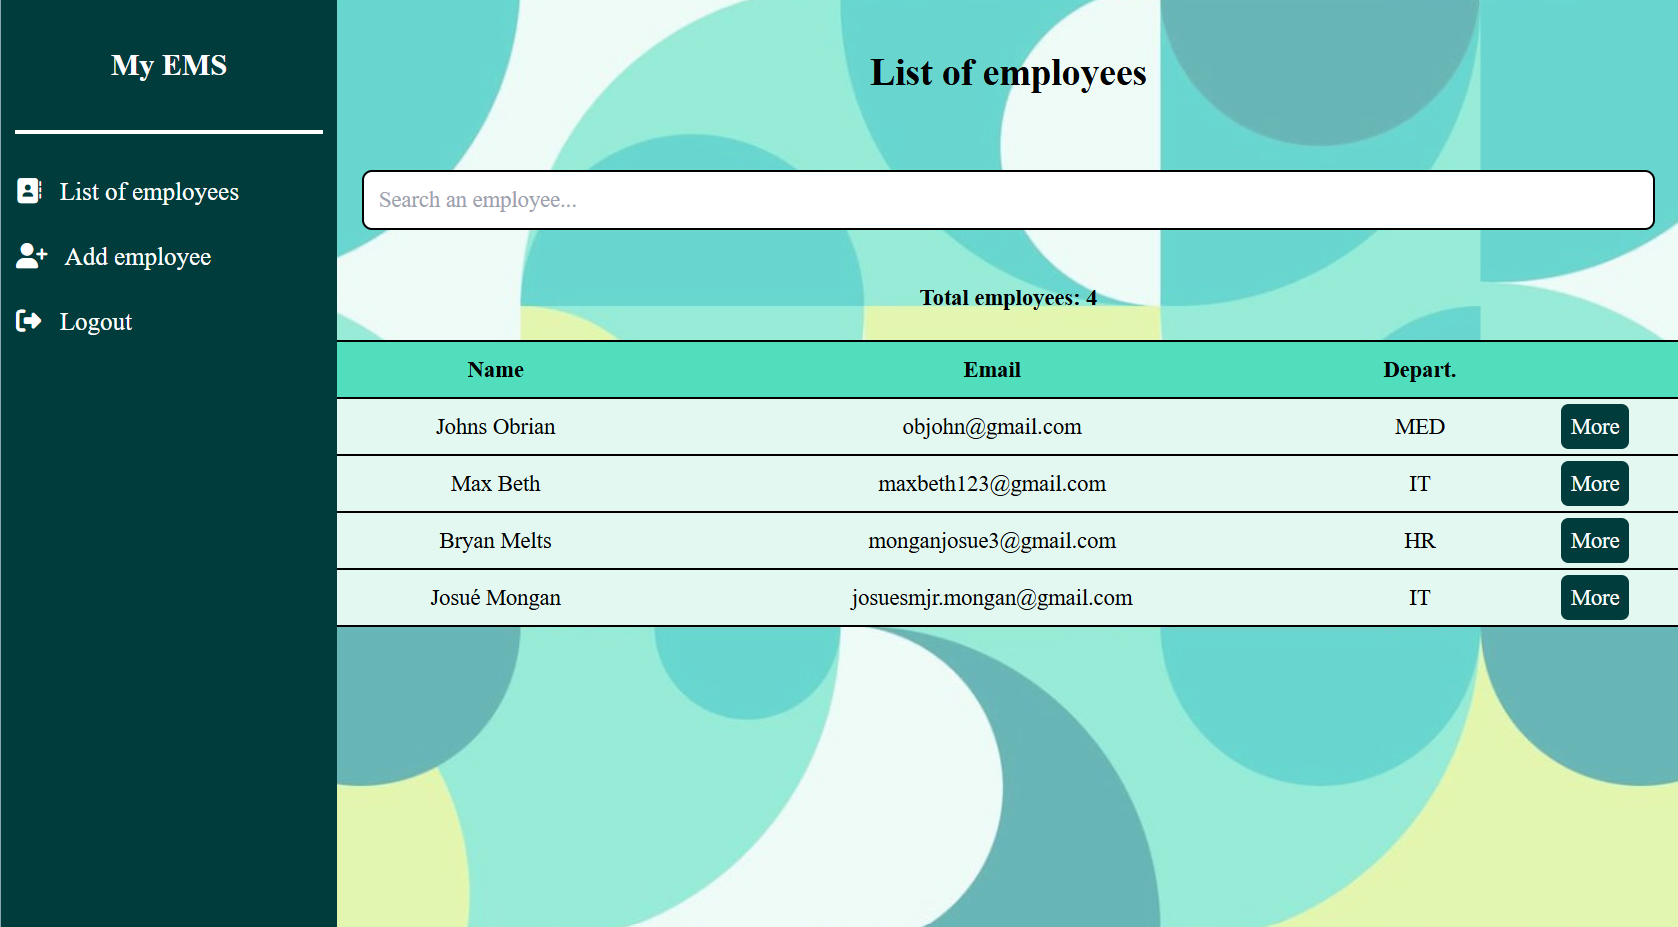 My EMS
List of employees
Add employee
Logout
List of employees
Search an employee...
Total employees: 4
Name Email Depart.
Johns Obrian objohn@gmail.com MED More
Max Beth maxbeth123@gmail.com IT More
Bryan Melts monganjosue3@gmail.com HR More
Josué Mongan josuesmjr.mongan@gmail.com IT More